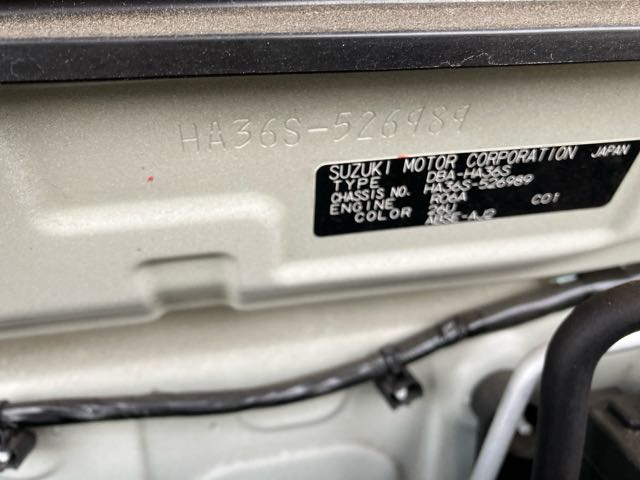 HA36S-526989
SUZUKI MOTOR CORPORATION JAPAN
TYPE DBA-HA36S
CHASSIS NO. HA36S-526989
ENGINE R06A
COLOR C01